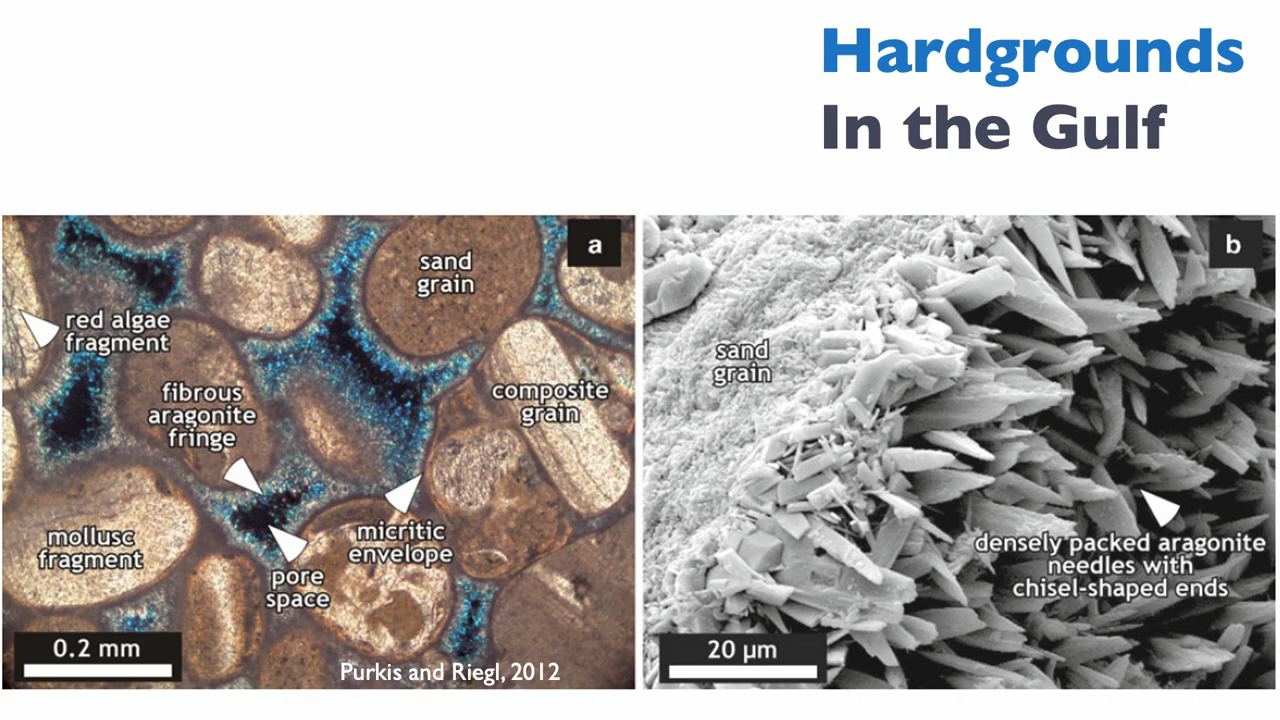 Hardgrounds
In the Gulf
a
sand
grain
red algae
fragment
fibrous
aragonite
fringe
composite
grain
mollusc
fragment
micritic
envelope
pore
space
0.2 mm
Purkis and Riegl, 2012
b
sand
grain
densely packed aragonite
needles with
chisel-shaped ends
20 µm